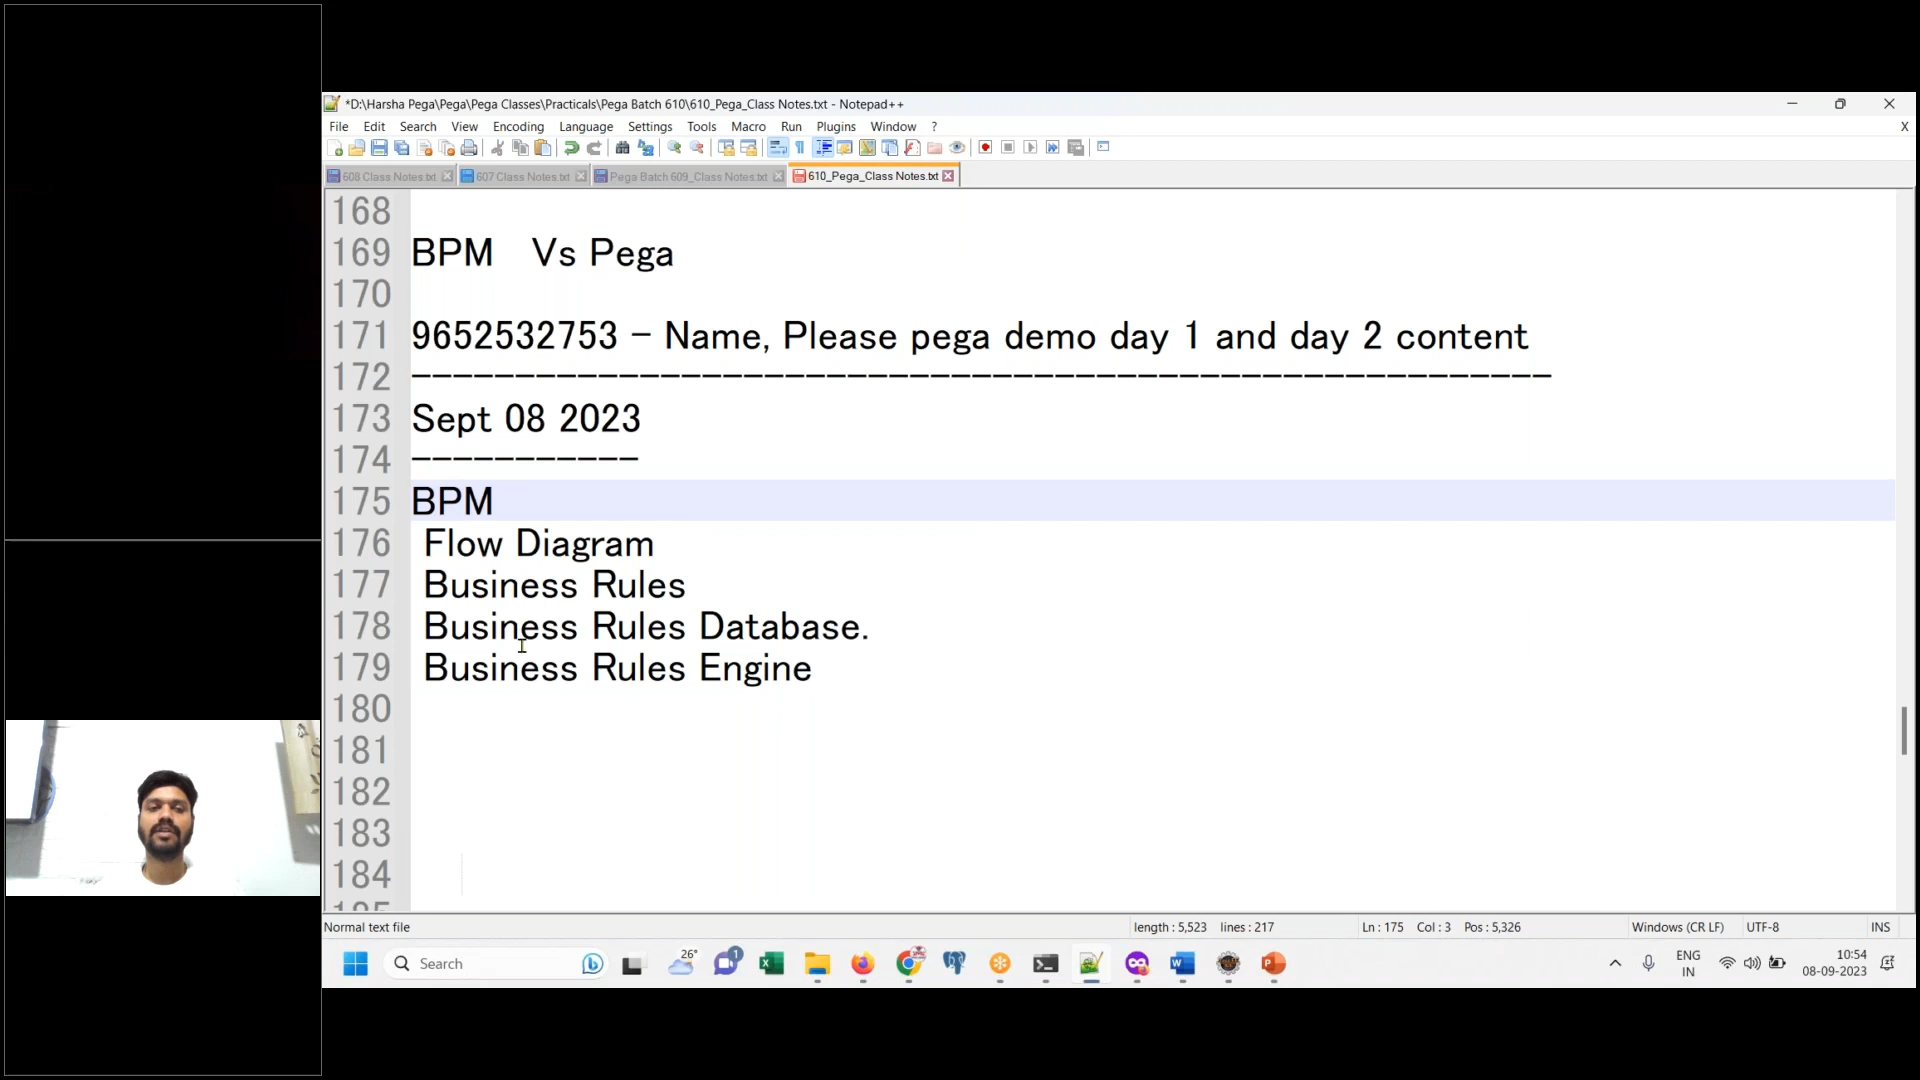 *D:\Harsha Pega\Pega\Pega Classes\Practicals\Pega Batch 610\610_Pega_Class Notes.txt - Notepad++
File Edit Search View Encoding Language Settings Tools Macro Run Plugins Window ? X
608 Class Notes.txt 607 Class Notes.txt Pega Batch 609_Class Notes.txt 610_Pega_Class Notes.txt
168
169 BPM Vs Pega
170
171 9652532753 - Name, Please pega demo day 1 and day 2 content
172 -------------------------------------------------------
173 Sept 08 2023
174 -----------
175 BPM
176 Flow Diagram
177 Business Rules
178 Business Rules Database.
179 Business Rules Engine
180
181
182
183
184
185
Normal text file length : 5,523 lines : 217 Ln : 175 Col : 3 Pos : 5,326 Windows (CR LF) UTF-8 INS
Search 26° 1 ENG IN 10:54 08-09-2023